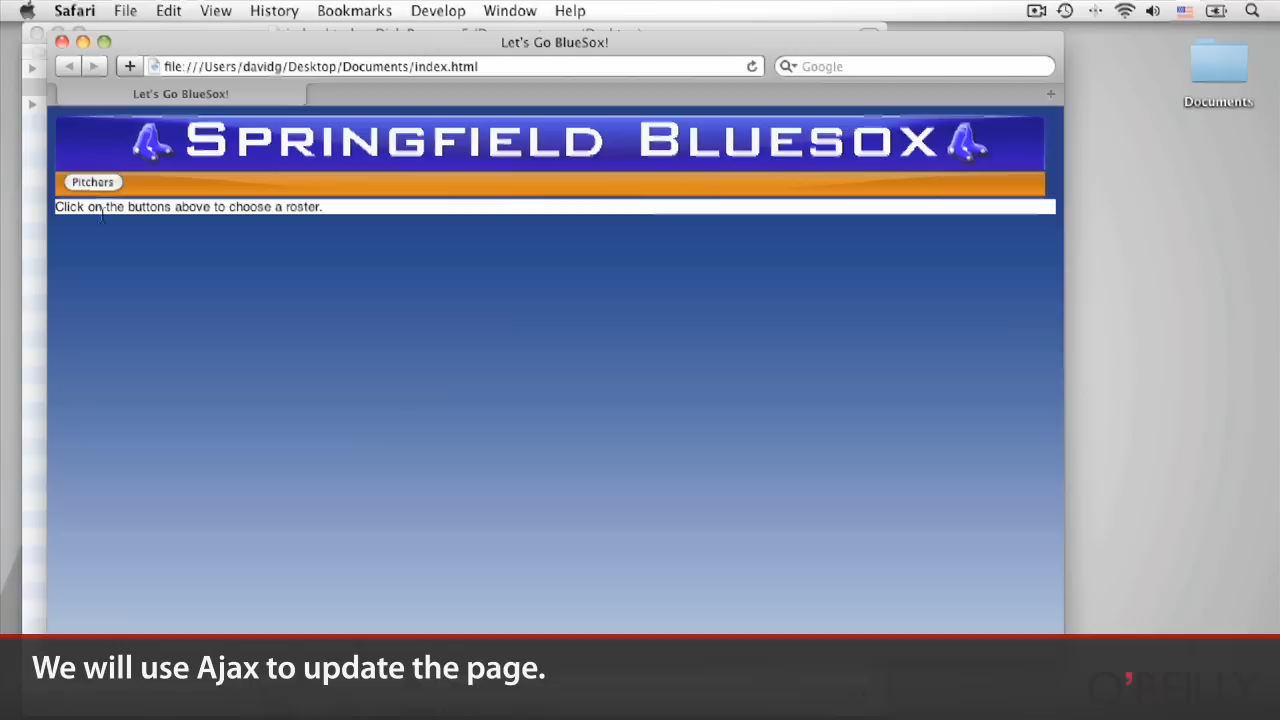 Safari File Edit View History Bookmarks Develop Window Help
Let's Go BlueSox!
file:///Users/davidg/Desktop/Documents/index.html
Google
Let's Go BlueSox!
Documents
SPRINGFIELD BLUESOX
Pitchers
Click on the buttons above to choose a roster.
We will use Ajax to update the page.
O'REILLY